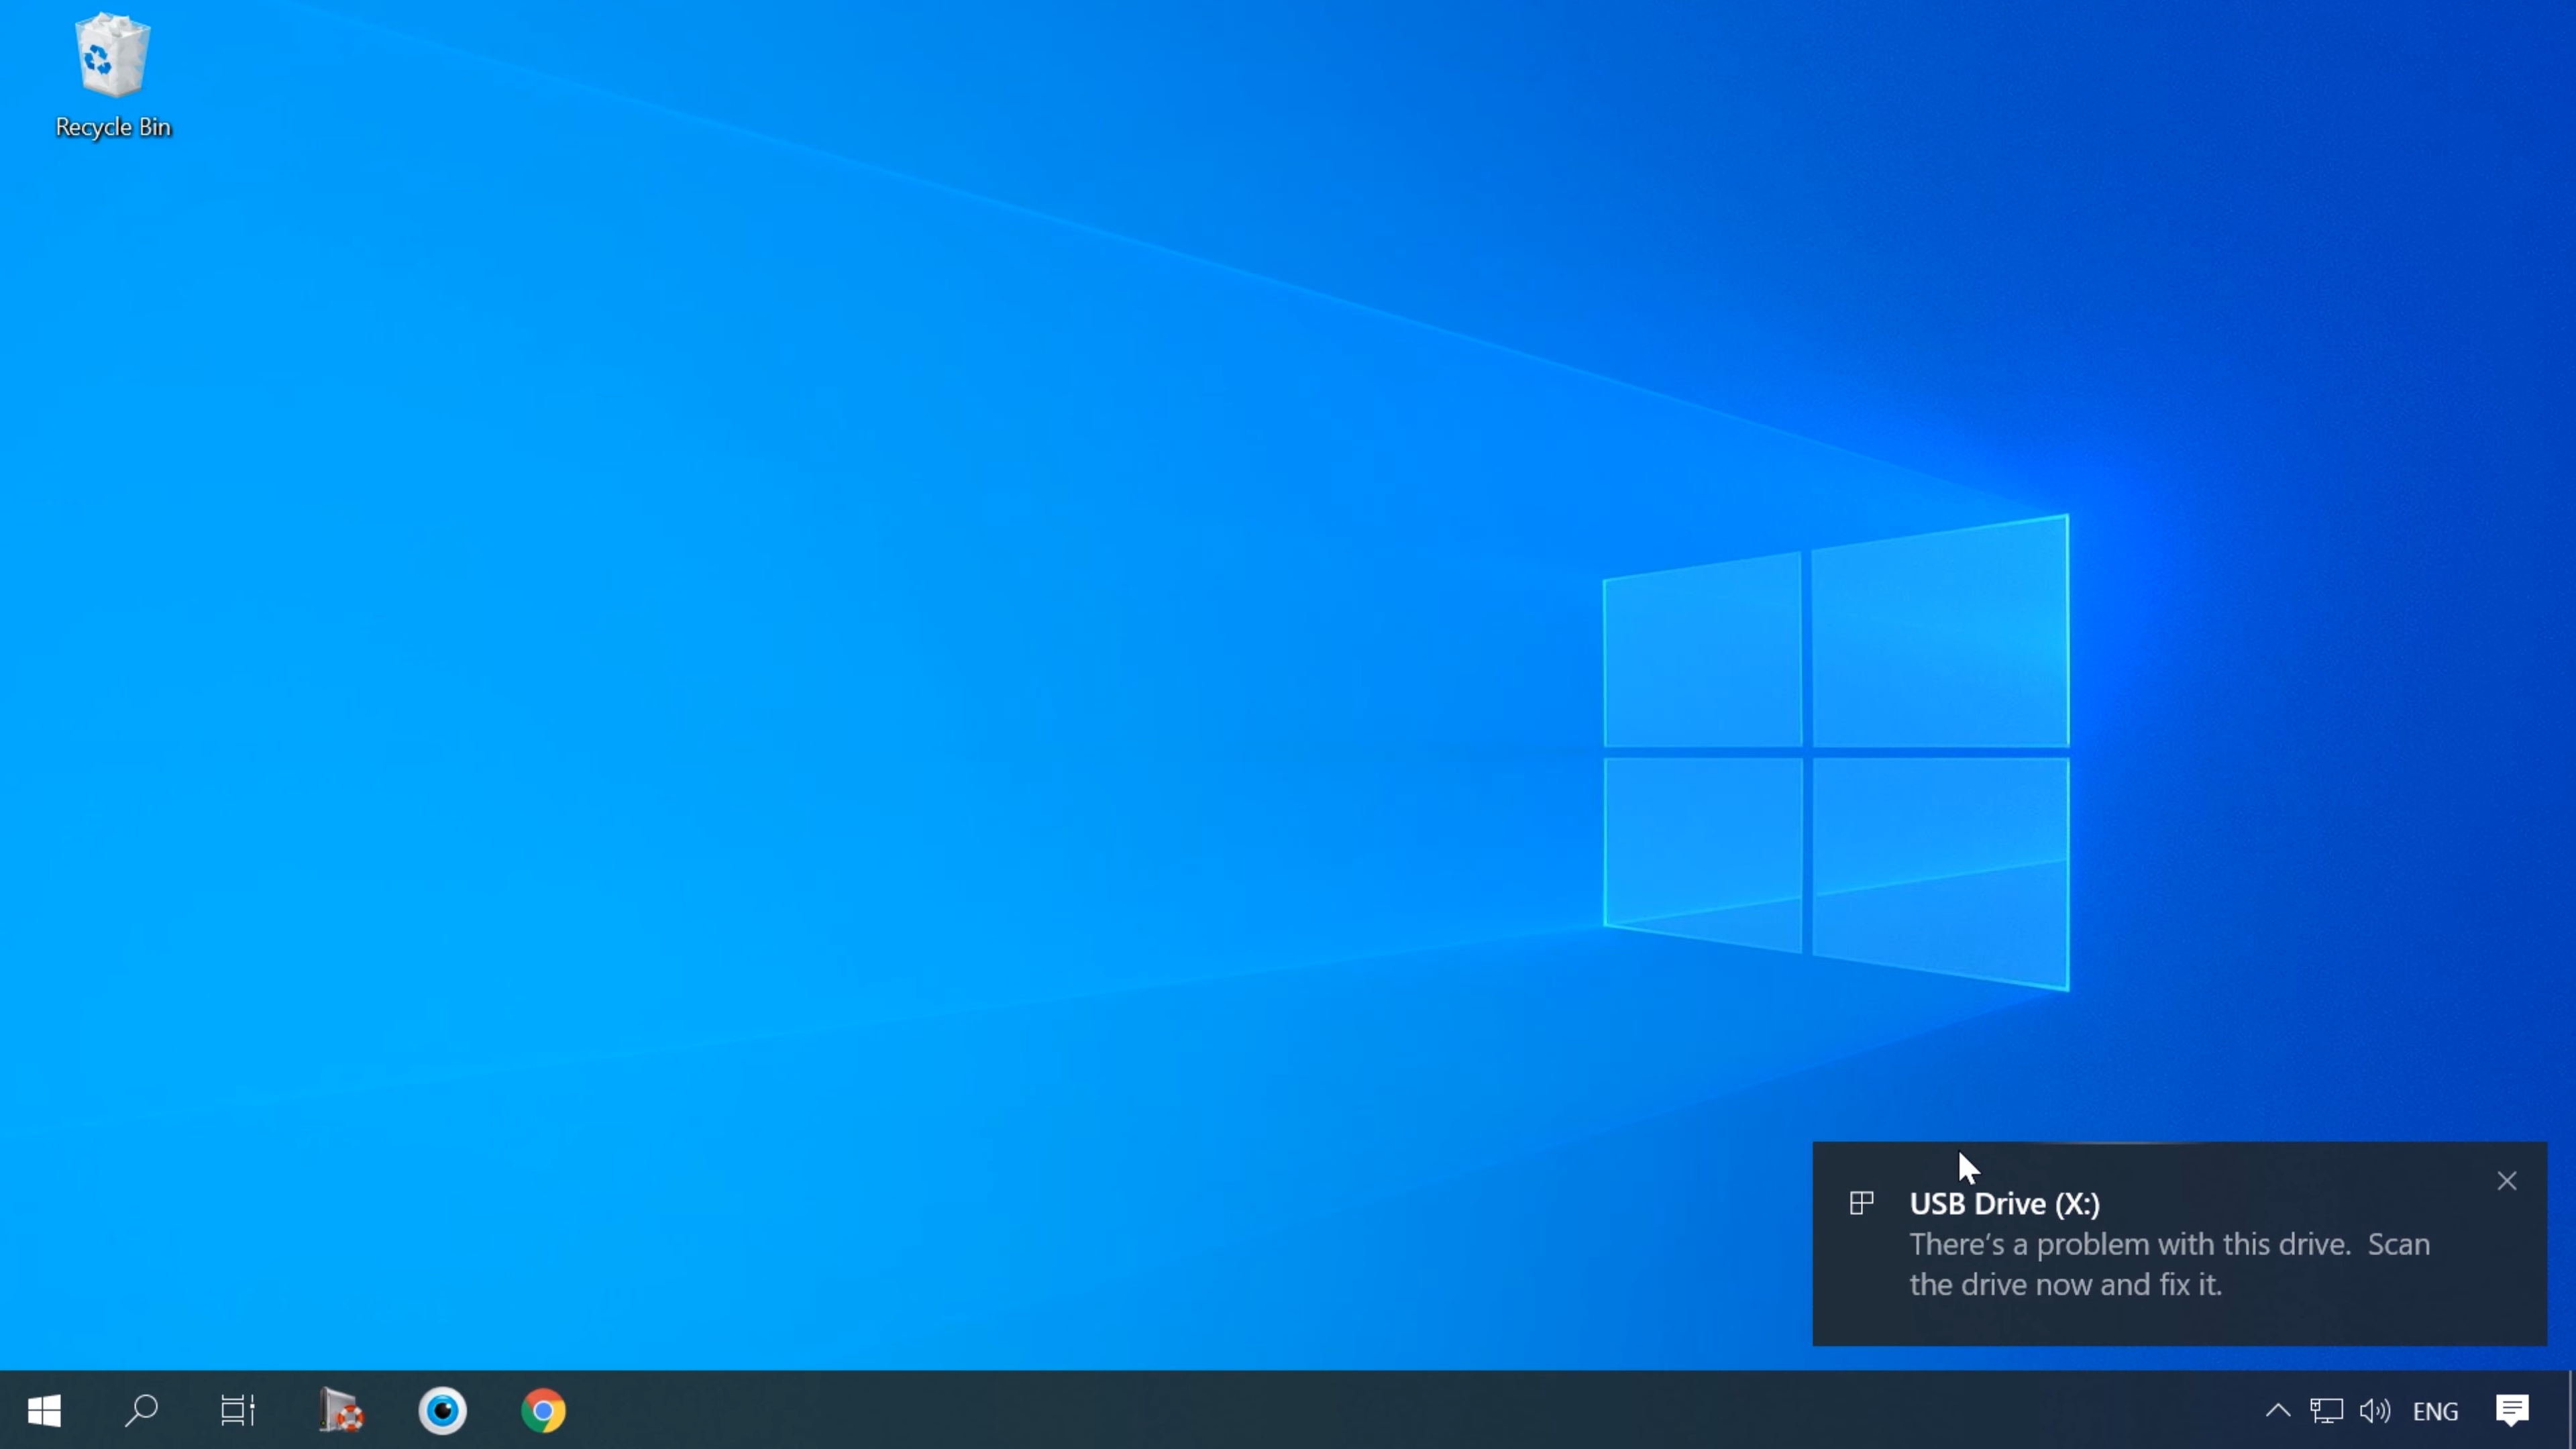 Recycle Bin
USB Drive (X:)
There's a problem with this drive.  Scan
the drive now and fix it.
ENG